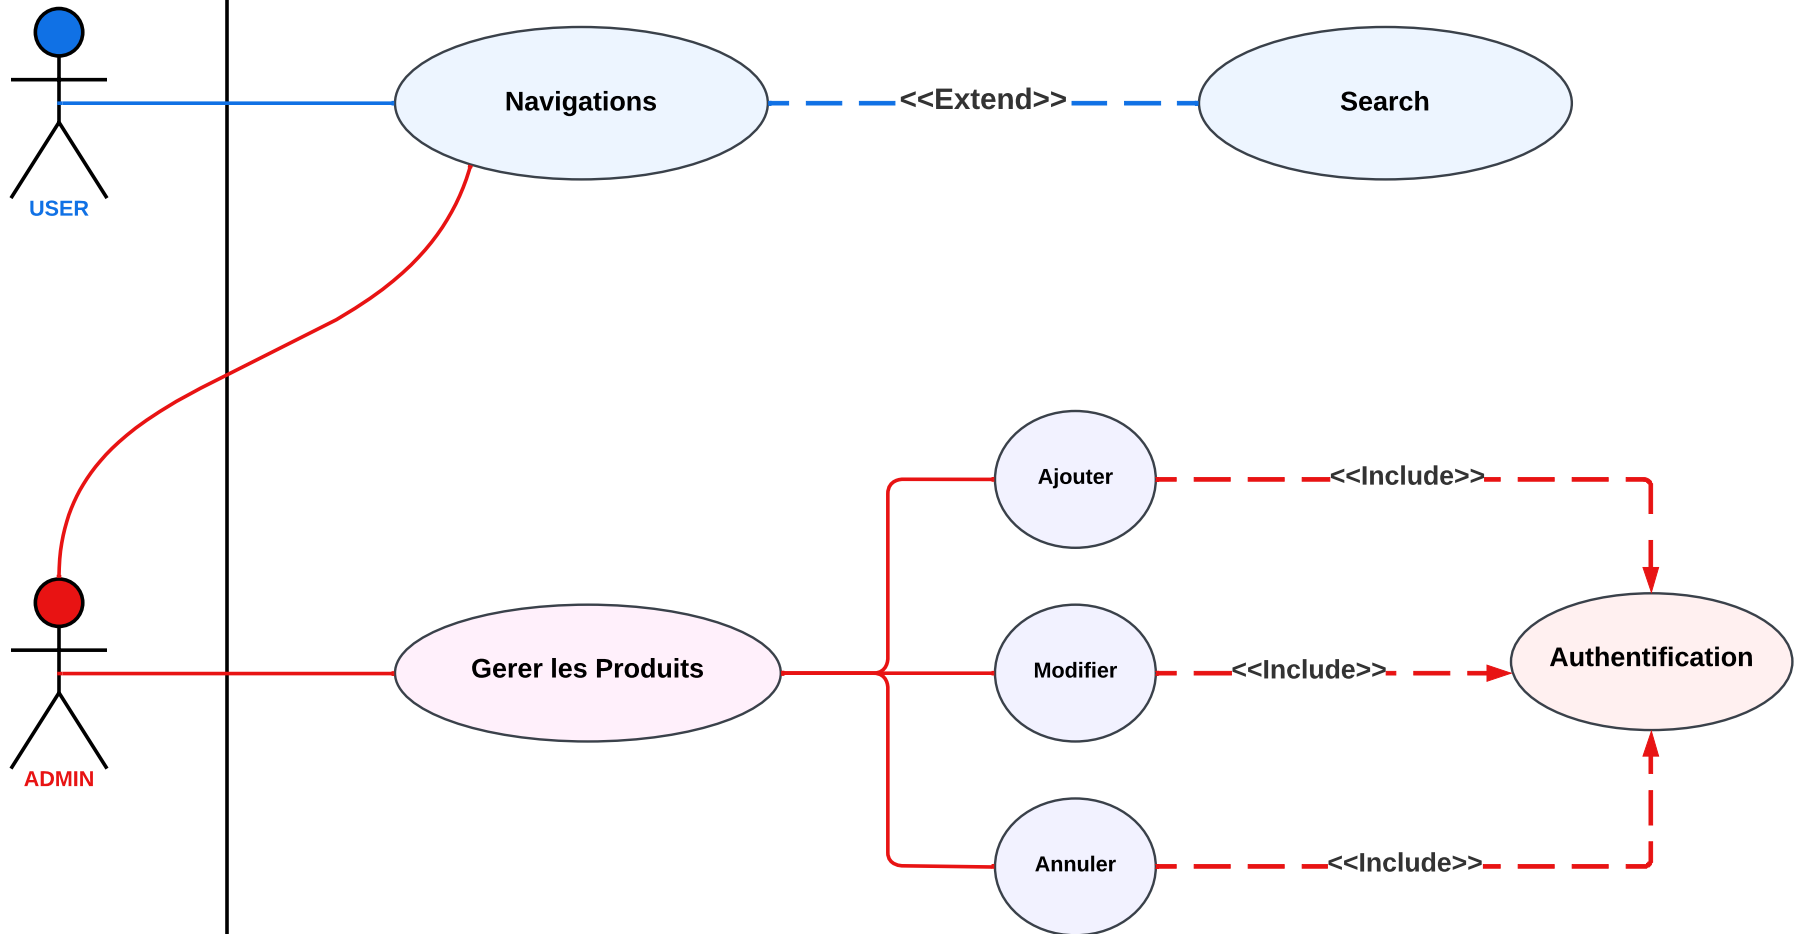 Navigations
<<Extend>>
Search
USER
Ajouter
<<Include>>
Gerer les Produits
Modifier
<<Include>>
Authentification
ADMIN
Annuler
<<Include>>